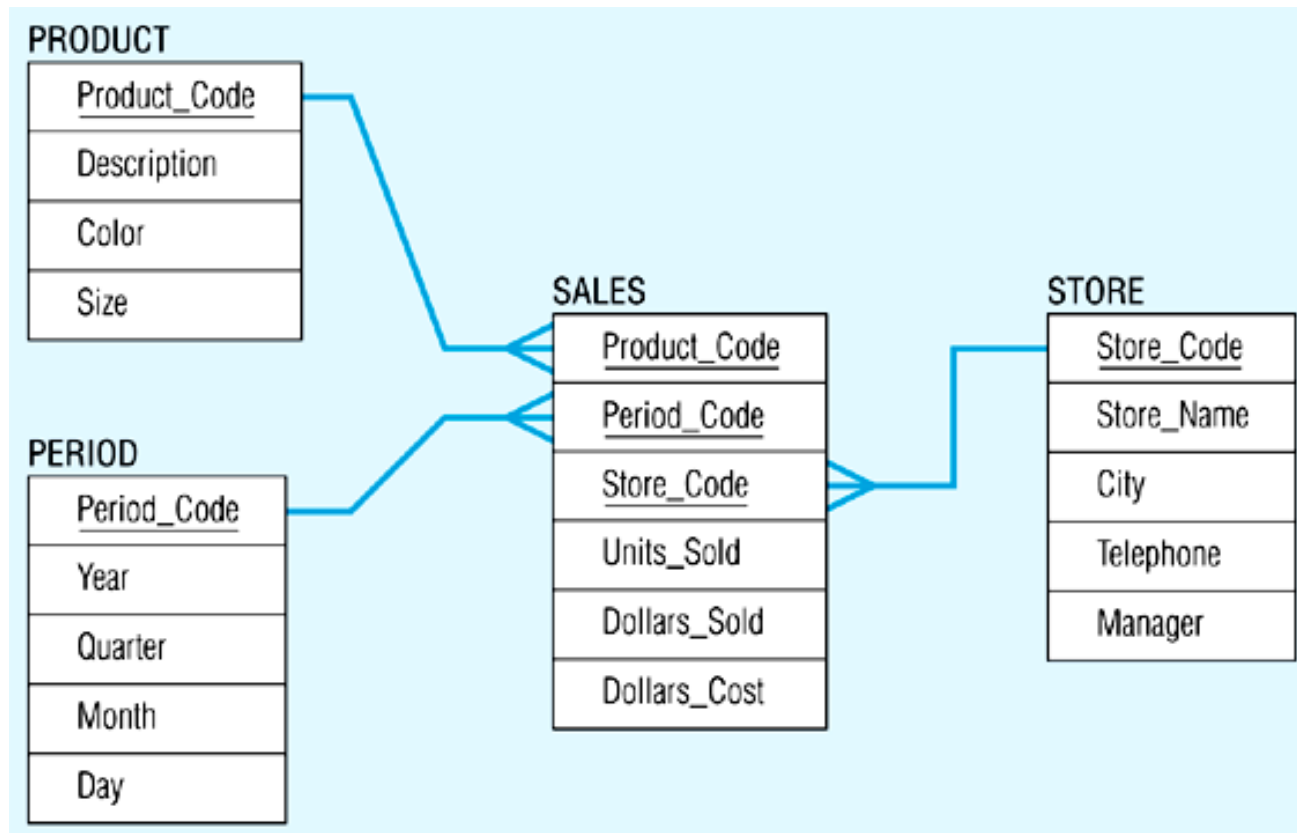 PRODUCT
Product_Code
Description
Color
Size
PERIOD
Period_Code
Year
Quarter
Month
Day
SALES
Product_Code
Period_Code
Store_Code
Units_Sold
Dollars_Sold
Dollars_Cost
STORE
Store_Code
Store_Name
City
Telephone
Manager